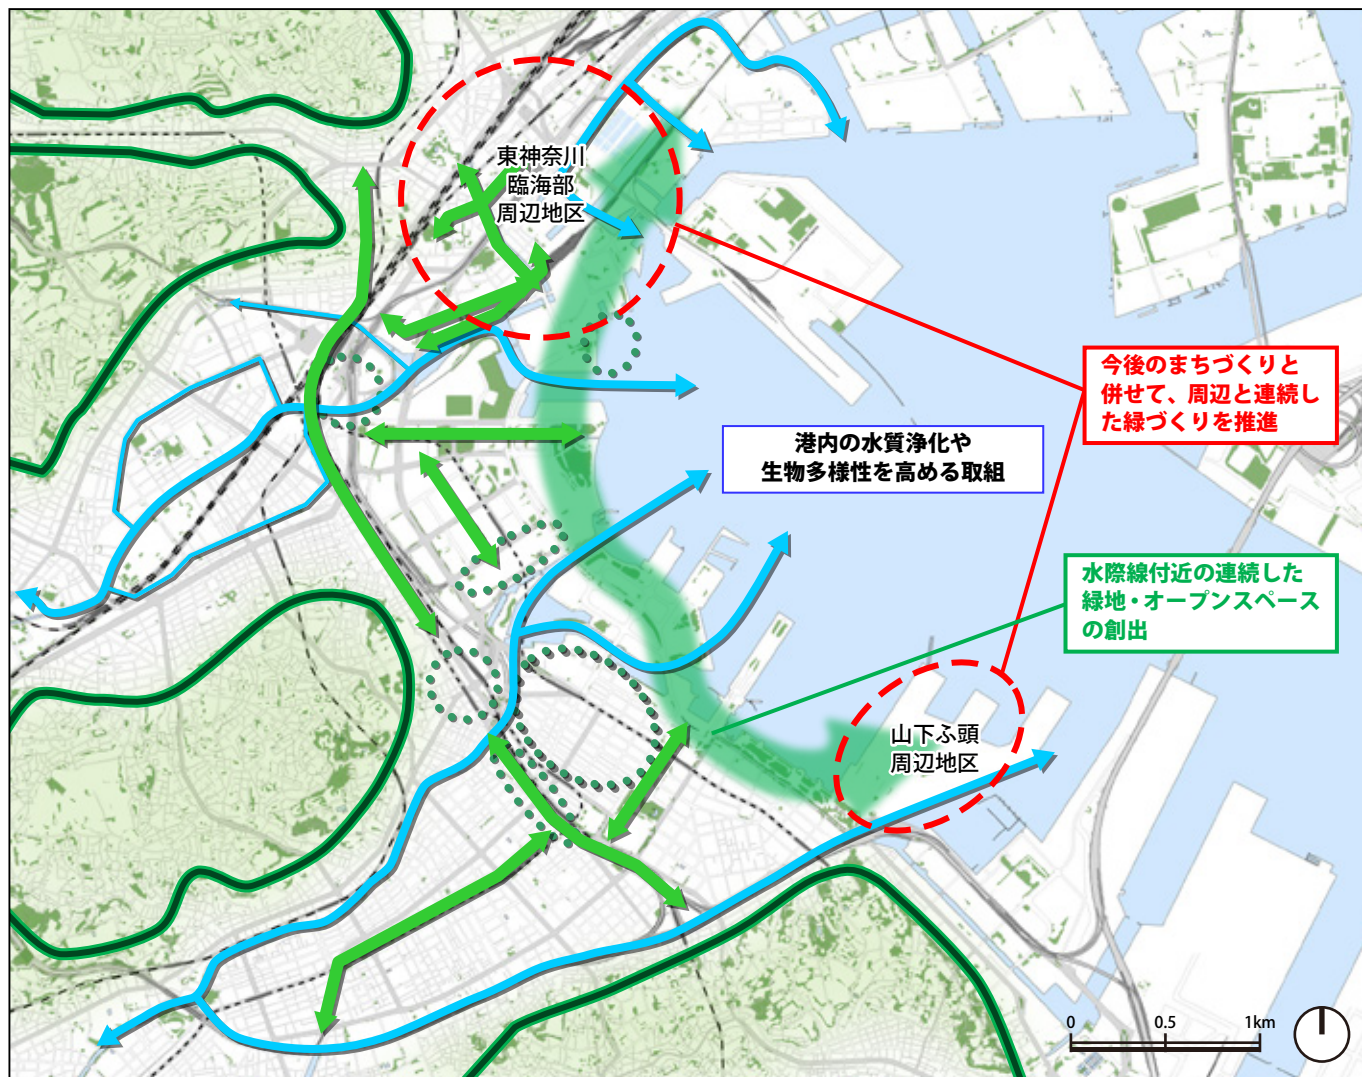 東神奈川
臨海部
周辺地区
今後のまちづくりと
併せて、周辺と連続し
た緑づくりを推進
港内の水質浄化や
生物多様性を高める取組
水際線付近の連続した
緑地・オープンスペース
の創出
山下ふ頭
周辺地区
0 0.5 1km